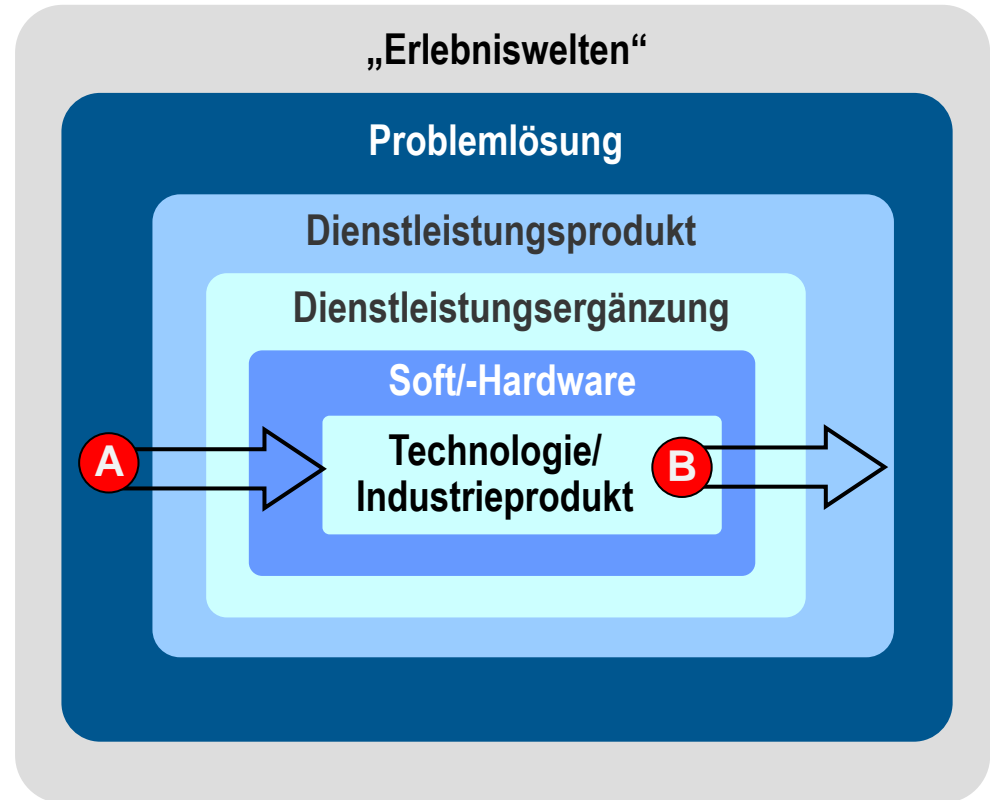 „Erlebniswelten“
Problemlösung
Dienstleistungsprodukt
Dienstleistungsergänzung
Soft/-Hardware
Technologie/
Industrieprodukt
A
B